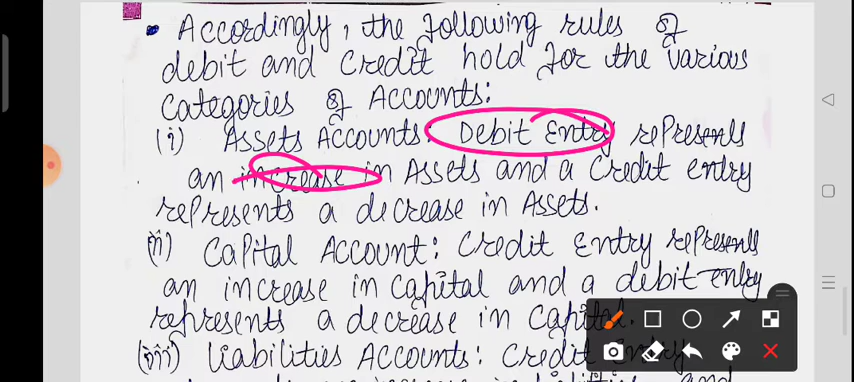 • Accordingly, the following rules of
debit and credit hold for the various
categories of Accounts:
(i) Assets Accounts: Debit Entry represents
an increase in Assets and a credit entry
represents a decrease in Assets.
(ii) Capital Account: Credit Entry represents
an increase in capital and a debit entry
represents a decrease in capital.
(iii) Liabilities Accounts: Credit Entry